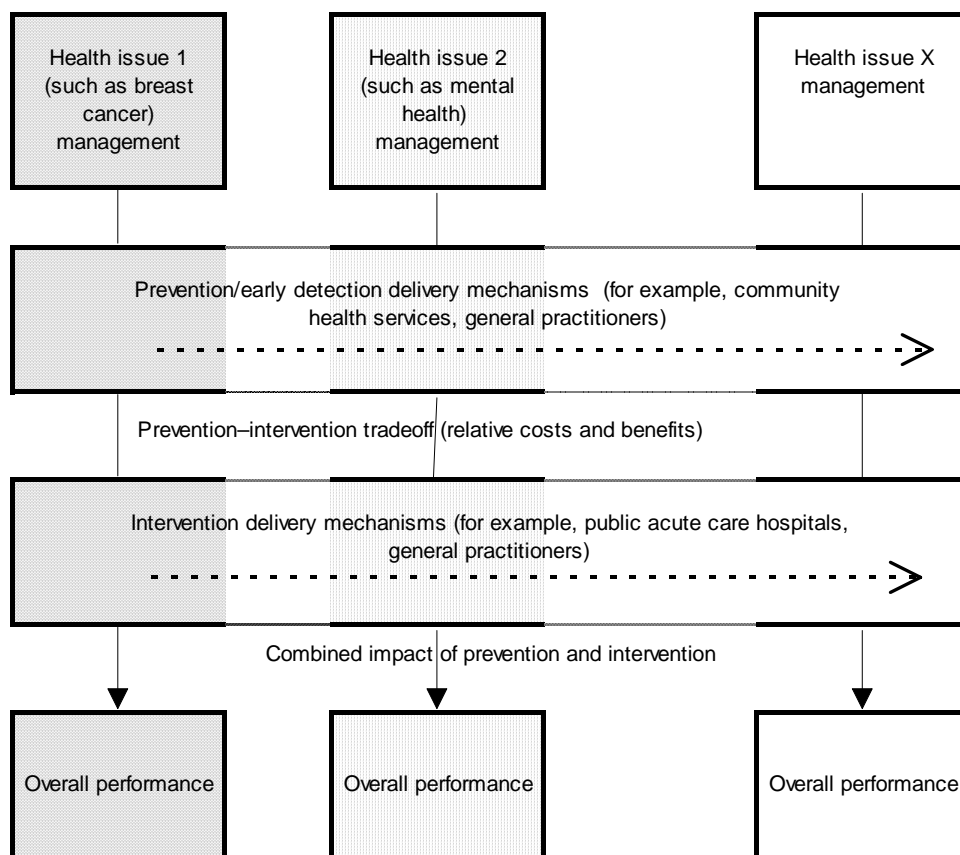 Health issue 1
(such as breast
cancer)
management
Health issue 2
(such as mental
health)
management
Health issue X
management
Prevention/early detection delivery mechanisms (for example, community
health services, general practitioners)
Prevention–intervention tradeoff (relative costs and benefits)
Intervention delivery mechanisms (for example, public acute care hospitals,
general practitioners)
Combined impact of prevention and intervention
Overall performance
Overall performance
Overall performance